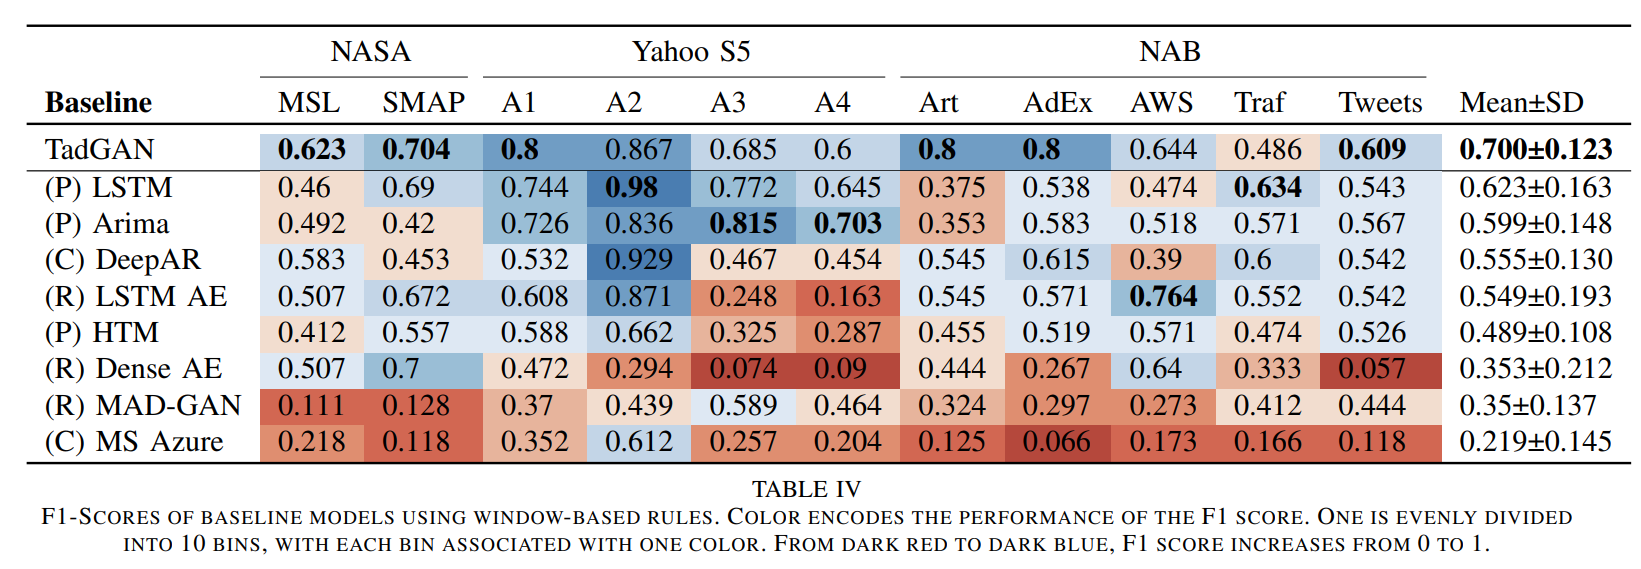 NASA Yahoo S5 NAB
Baseline MSL SMAP A1 A2 A3 A4 Art AdEx AWS Traf Tweets Mean±SD
TadGAN 0.623 0.704 0.8 0.867 0.685 0.6 0.8 0.8 0.644 0.486 0.609 0.700±0.123
(P) LSTM 0.46 0.69 0.744 0.98 0.772 0.645 0.375 0.538 0.474 0.634 0.543 0.623±0.163
(P) Arima 0.492 0.42 0.726 0.836 0.815 0.703 0.353 0.583 0.518 0.571 0.567 0.599±0.148
(C) DeepAR 0.583 0.453 0.532 0.929 0.467 0.454 0.545 0.615 0.39 0.6 0.542 0.555±0.130
(R) LSTM AE 0.507 0.672 0.608 0.871 0.248 0.163 0.545 0.571 0.764 0.552 0.542 0.549±0.193
(P) HTM 0.412 0.557 0.588 0.662 0.325 0.287 0.455 0.519 0.571 0.474 0.526 0.489±0.108
(R) Dense AE 0.507 0.7 0.472 0.294 0.074 0.09 0.444 0.267 0.64 0.333 0.057 0.353±0.212
(R) MAD-GAN 0.111 0.128 0.37 0.439 0.589 0.464 0.324 0.297 0.273 0.412 0.444 0.35±0.137
(C) MS Azure 0.218 0.118 0.352 0.612 0.257 0.204 0.125 0.066 0.173 0.166 0.118 0.219±0.145
TABLE IV
F1-SCORES OF BASELINE MODELS USING WINDOW-BASED RULES. COLOR ENCODES THE PERFORMANCE OF THE F1 SCORE. ONE IS EVENLY DIVIDED
INTO 10 BINS, WITH EACH BIN ASSOCIATED WITH ONE COLOR. FROM DARK RED TO DARK BLUE, F1 SCORE INCREASES FROM 0 TO 1.